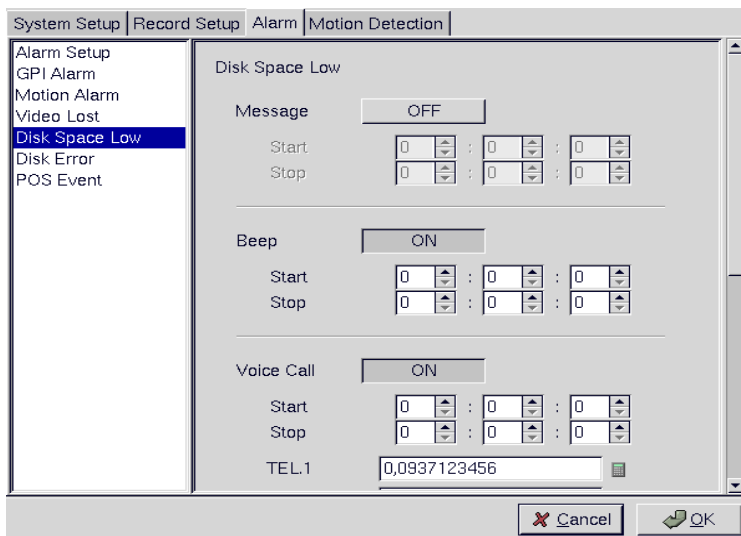 System Setup Record Setup Alarm Motion Detection
Alarm Setup
GPI Alarm
Motion Alarm
Video Lost
Disk Space Low
Disk Error
POS Event
Disk Space Low
Message OFF
Start 0 : 0 : 0
Stop 0 : 0 : 0
Beep ON
Start 0 : 0 : 0
Stop 0 : 0 : 0
Voice Call ON
Start 0 : 0 : 0
Stop 0 : 0 : 0
TEL.1 0,0937123456
Cancel OK